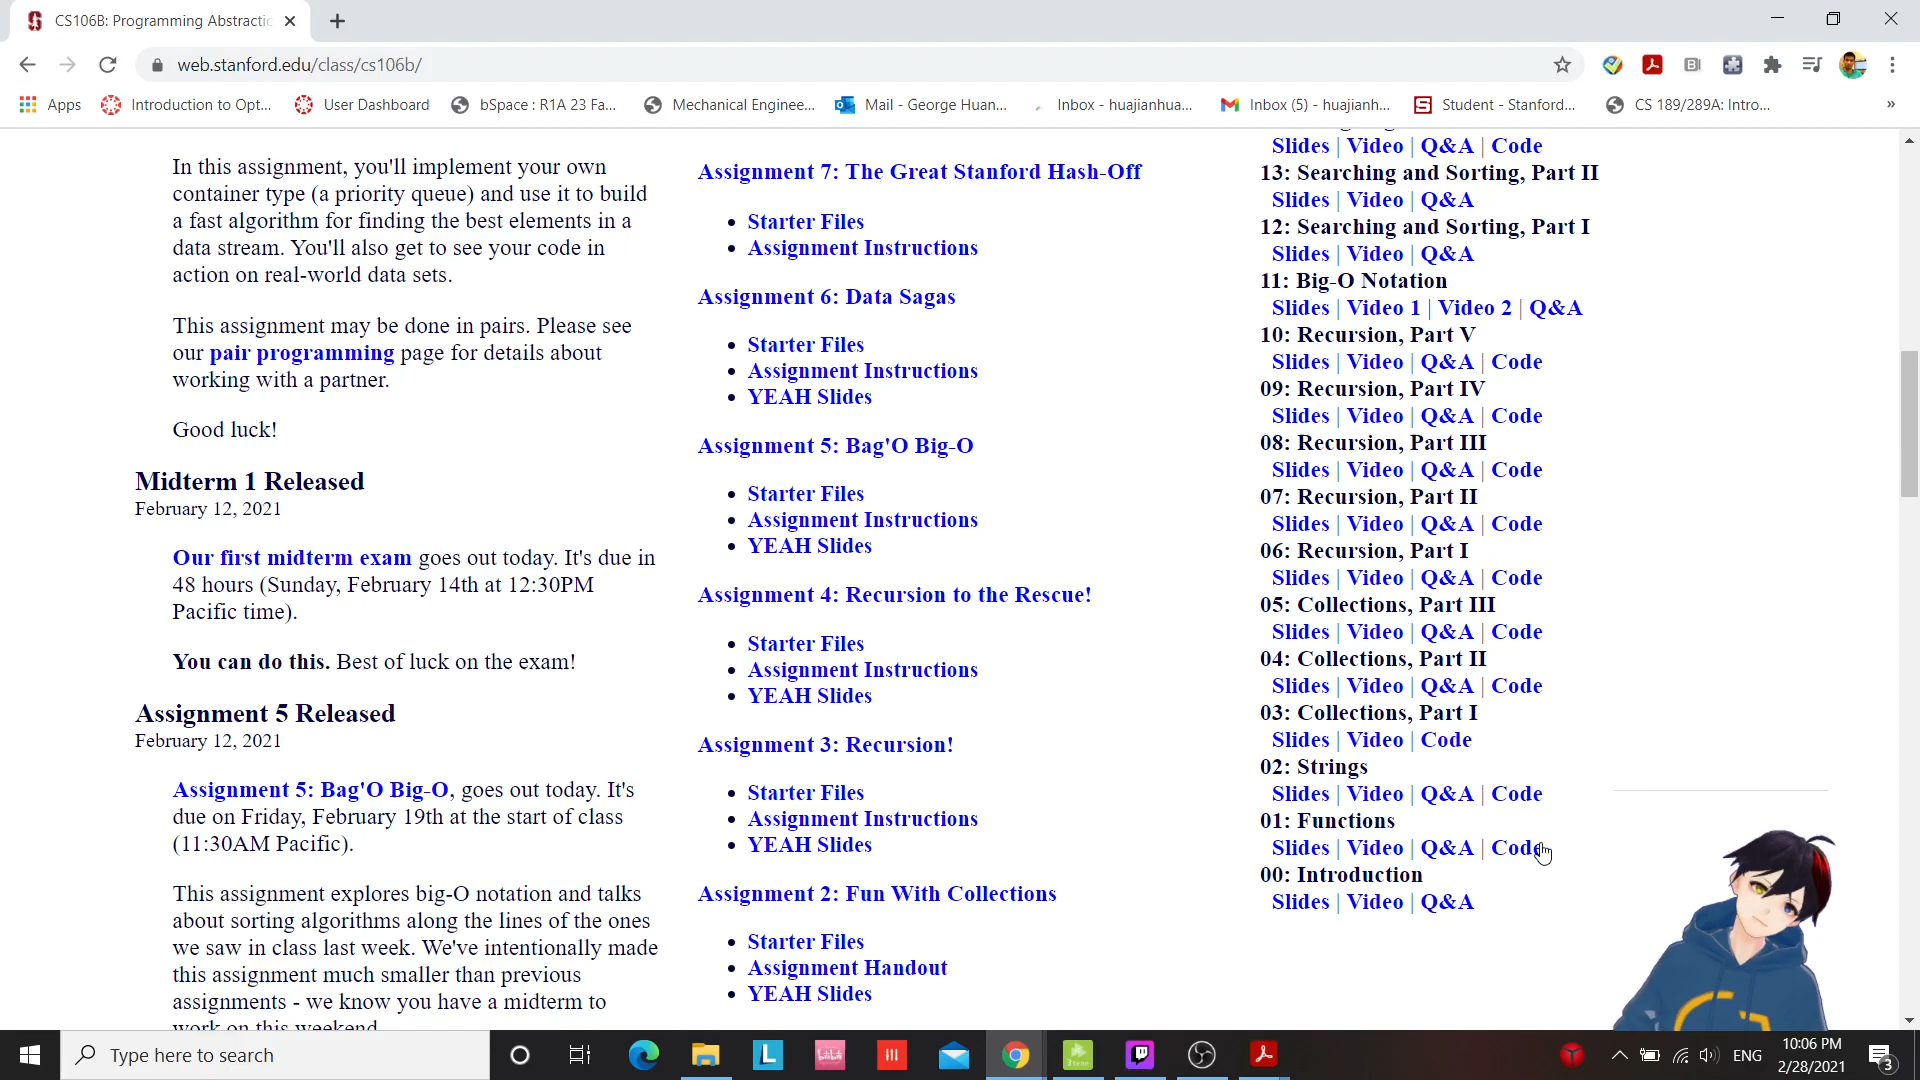 CS106B: Programming Abstractio
web.stanford.edu/class/cs106b/
Apps
Introduction to Opt...
User Dashboard
bSpace : R1A 23 Fa...
Mechanical Enginee...
Mail - George Huan...
Inbox - huajianhua...
Inbox (5) - huajianh...
Student - Stanford...
CS 189/289A: Intro...
»
In this assignment, you'll implement your own
container type (a priority queue) and use it to build
a fast algorithm for finding the best elements in a
data stream. You'll also get to see your code in
action on real-world data sets.
This assignment may be done in pairs. Please see
our pair programming page for details about
working with a partner.
Good luck!
Midterm 1 Released
February 12, 2021
Our first midterm exam goes out today. It's due in
48 hours (Sunday, February 14th at 12:30PM
Pacific time).
You can do this. Best of luck on the exam!
Assignment 5 Released
February 12, 2021
Assignment 5: Bag'O Big-O, goes out today. It's
due on Friday, February 19th at the start of class
(11:30AM Pacific).
This assignment explores big-O notation and talks
about sorting algorithms along the lines of the ones
we saw in class last week. We've intentionally made
this assignment much smaller than previous
assignments - we know you have a midterm to
work on this weekend
Assignment 7: The Great Stanford Hash-Off
• Starter Files
• Assignment Instructions
Assignment 6: Data Sagas
• Starter Files
• Assignment Instructions
• YEAH Slides
Assignment 5: Bag'O Big-O
• Starter Files
• Assignment Instructions
• YEAH Slides
Assignment 4: Recursion to the Rescue!
• Starter Files
• Assignment Instructions
• YEAH Slides
Assignment 3: Recursion!
• Starter Files
• Assignment Instructions
• YEAH Slides
Assignment 2: Fun With Collections
• Starter Files
• Assignment Handout
• YEAH Slides
Slides | Video | Q&A | Code
13: Searching and Sorting, Part II
Slides | Video | Q&A
12: Searching and Sorting, Part I
Slides | Video | Q&A
11: Big-O Notation
Slides | Video 1 | Video 2 | Q&A
10: Recursion, Part V
Slides | Video | Q&A | Code
09: Recursion, Part IV
Slides | Video | Q&A | Code
08: Recursion, Part III
Slides | Video | Q&A | Code
07: Recursion, Part II
Slides | Video | Q&A | Code
06: Recursion, Part I
Slides | Video | Q&A | Code
05: Collections, Part III
Slides | Video | Q&A | Code
04: Collections, Part II
Slides | Video | Q&A | Code
03: Collections, Part I
Slides | Video | Code
02: Strings
Slides | Video | Q&A | Code
01: Functions
Slides | Video | Q&A | Code
00: Introduction
Slides | Video | Q&A
Type here to search
L
ENG
10:06 PM
2/28/2021
3